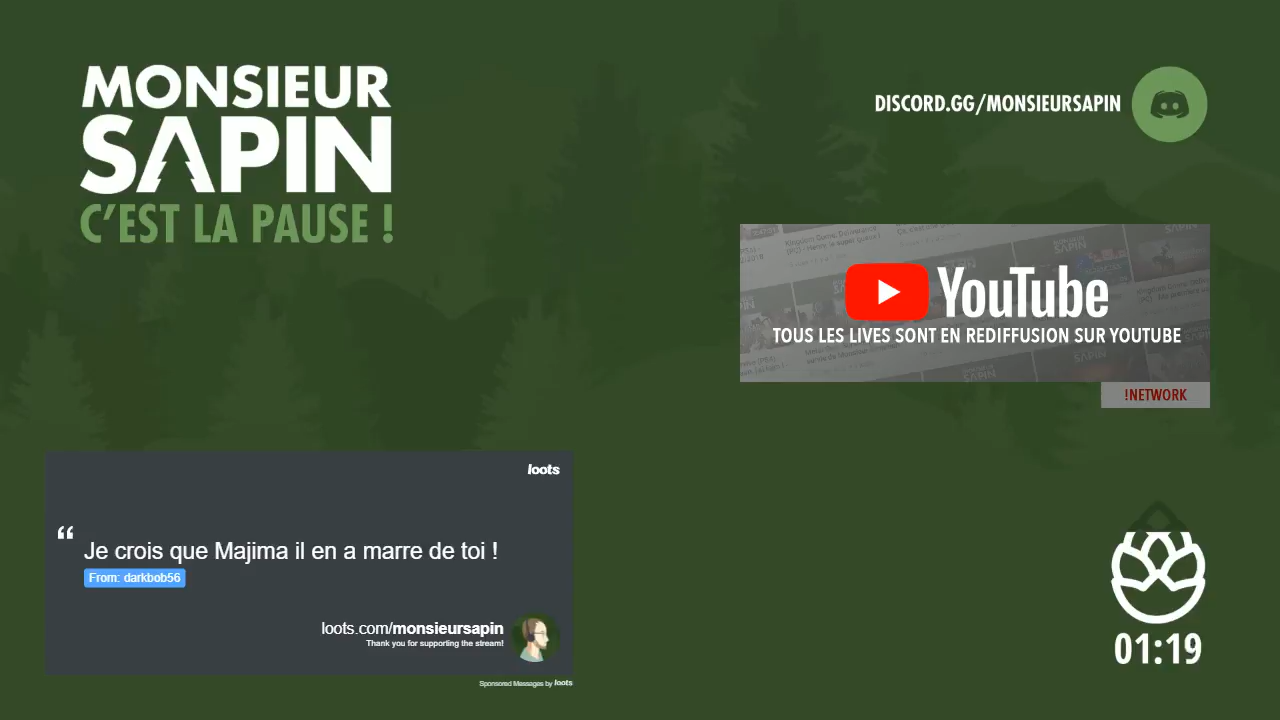 MONSIEUR
SAPIN
C'EST LA PAUSE !
DISCORD.GG/MONSIEURSAPIN
YouTube
TOUS LES LIVES SONT EN REDIFFUSION SUR YOUTUBE
!NETWORK
loots
“ Je crois que Majima il en a marre de toi !
From: darkbob56
loots.com/monsieursapin
Thank you for supporting the stream!
Sponsored Messages by loots
01:19